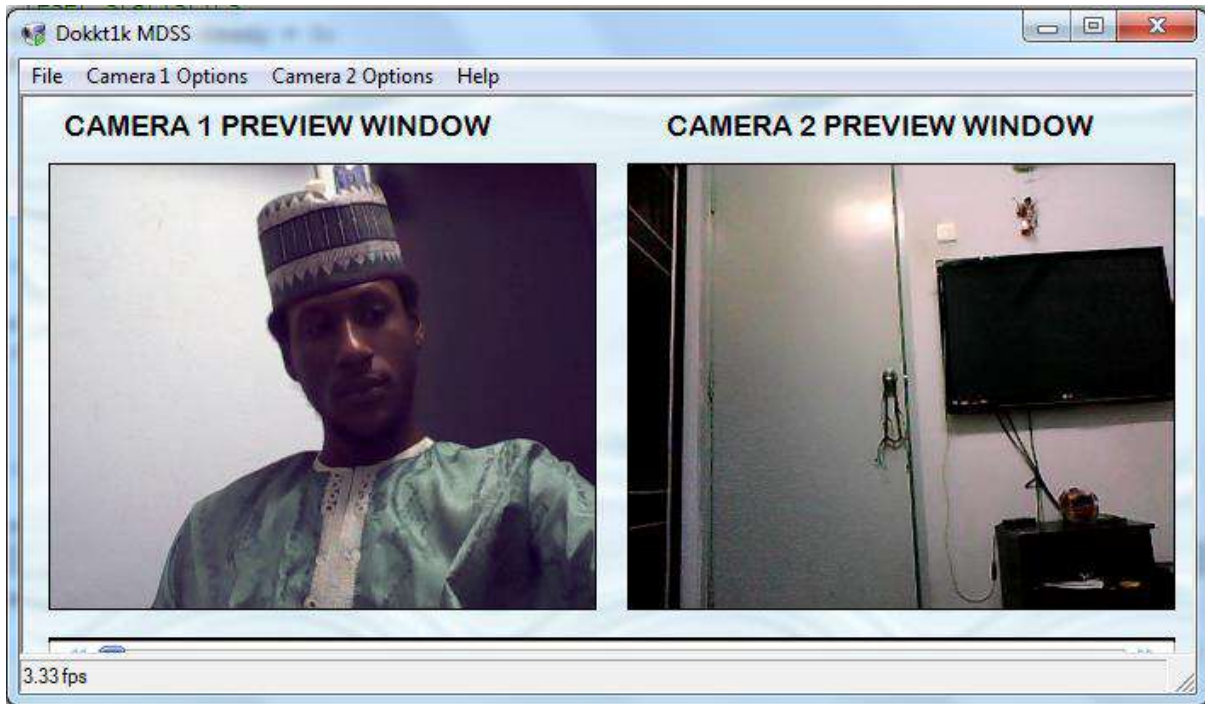 Dokkt1k MDSS
File Camera 1 Options Camera 2 Options Help
CAMERA 1 PREVIEW WINDOW CAMERA 2 PREVIEW WINDOW
3.33 fps